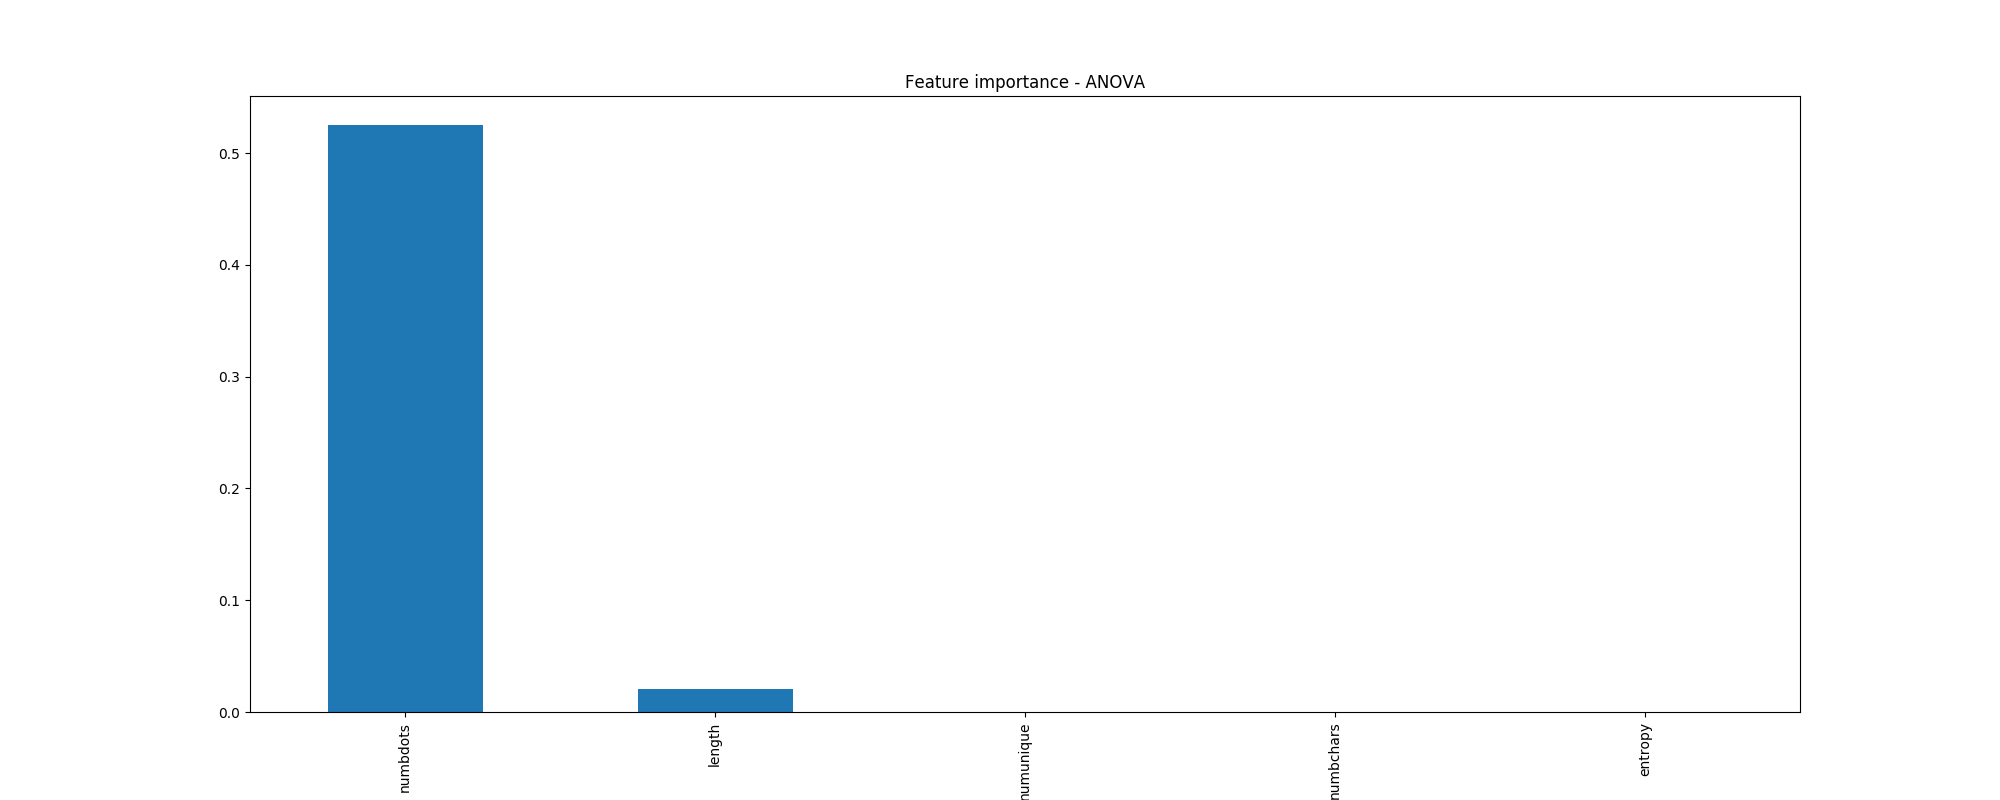 Feature importance - ANOVA
0.5
0.4
0.3
0.2
0.1
0.0
numbdots
length
numunique
numbchars
entropy